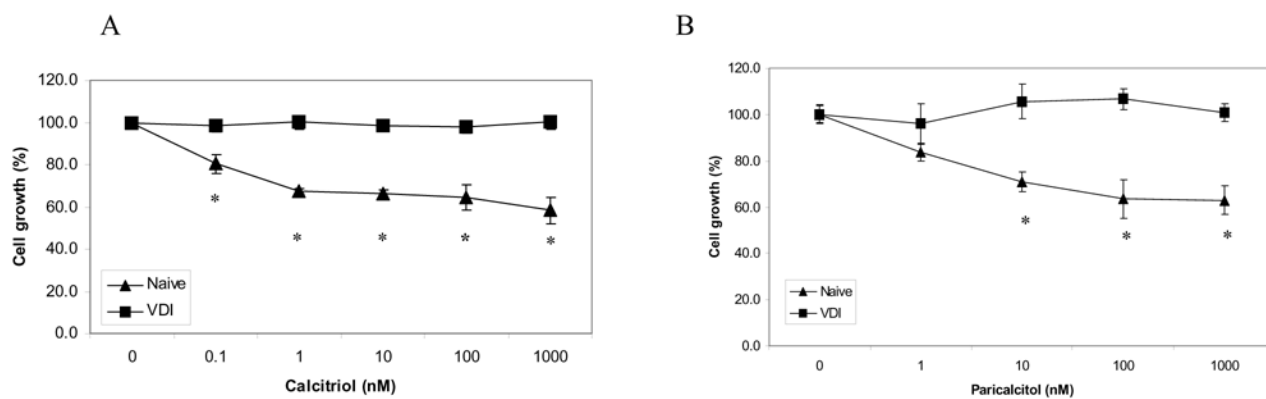 A
Cell growth (%)
120.0
100.0
80.0
60.0
40.0
20.0
0.0
*
*
*
*
*
Naive
VDI
0 0.1 1 10 100 1000
Calcitriol (nM)
B
Cell growth (%)
120.0
100.0
80.0
60.0
40.0
20.0
0.0
*
*
*
Naive
VDI
0 1 10 100 1000
Paricalcitol (nM)